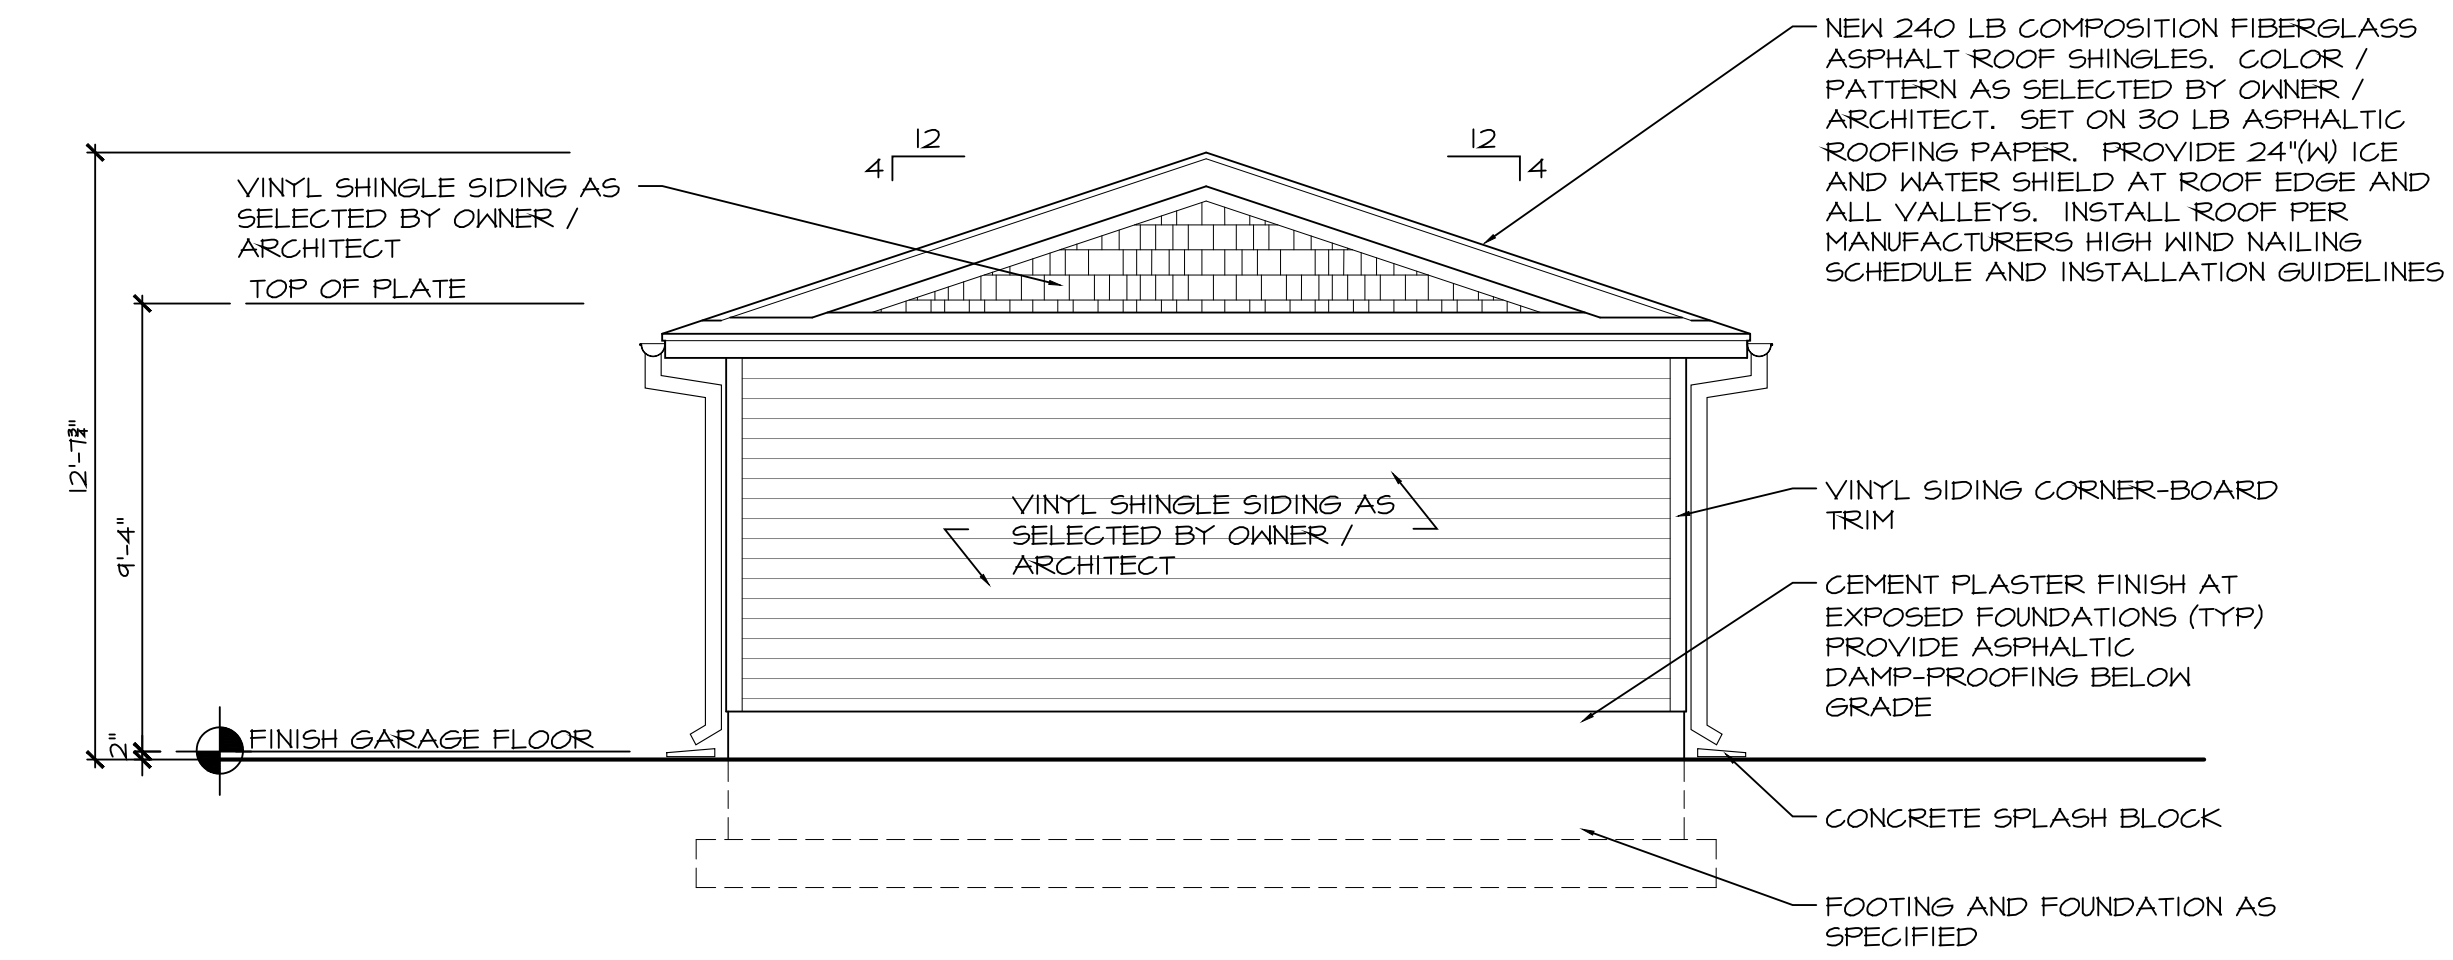 NEW 240 LB COMPOSITION FIBERGLASS
ASPHALT ROOF SHINGLES. COLOR /
PATTERN AS SELECTED BY OWNER /
ARCHITECT. SET ON 30 LB ASPHALTIC
ROOFING PAPER. PROVIDE 24"(W) ICE
AND WATER SHIELD AT ROOF EDGE AND
ALL VALLEYS. INSTALL ROOF PER
MANUFACTURERS HIGH WIND NAILING
SCHEDULE AND INSTALLATION GUIDELINES
12
4
12
4
VINYL SHINGLE SIDING AS
SELECTED BY OWNER /
ARCHITECT
TOP OF PLATE
12'-7¾"
9'-4"
2"
VINYL SHINGLE SIDING AS
SELECTED BY OWNER /
ARCHITECT
VINYL SIDING CORNER-BOARD
TRIM
CEMENT PLASTER FINISH AT
EXPOSED FOUNDATIONS (TYP)
PROVIDE ASPHALTIC
DAMP-PROOFING BELOW
GRADE
FINISH GARAGE FLOOR
CONCRETE SPLASH BLOCK
FOOTING AND FOUNDATION AS
SPECIFIED